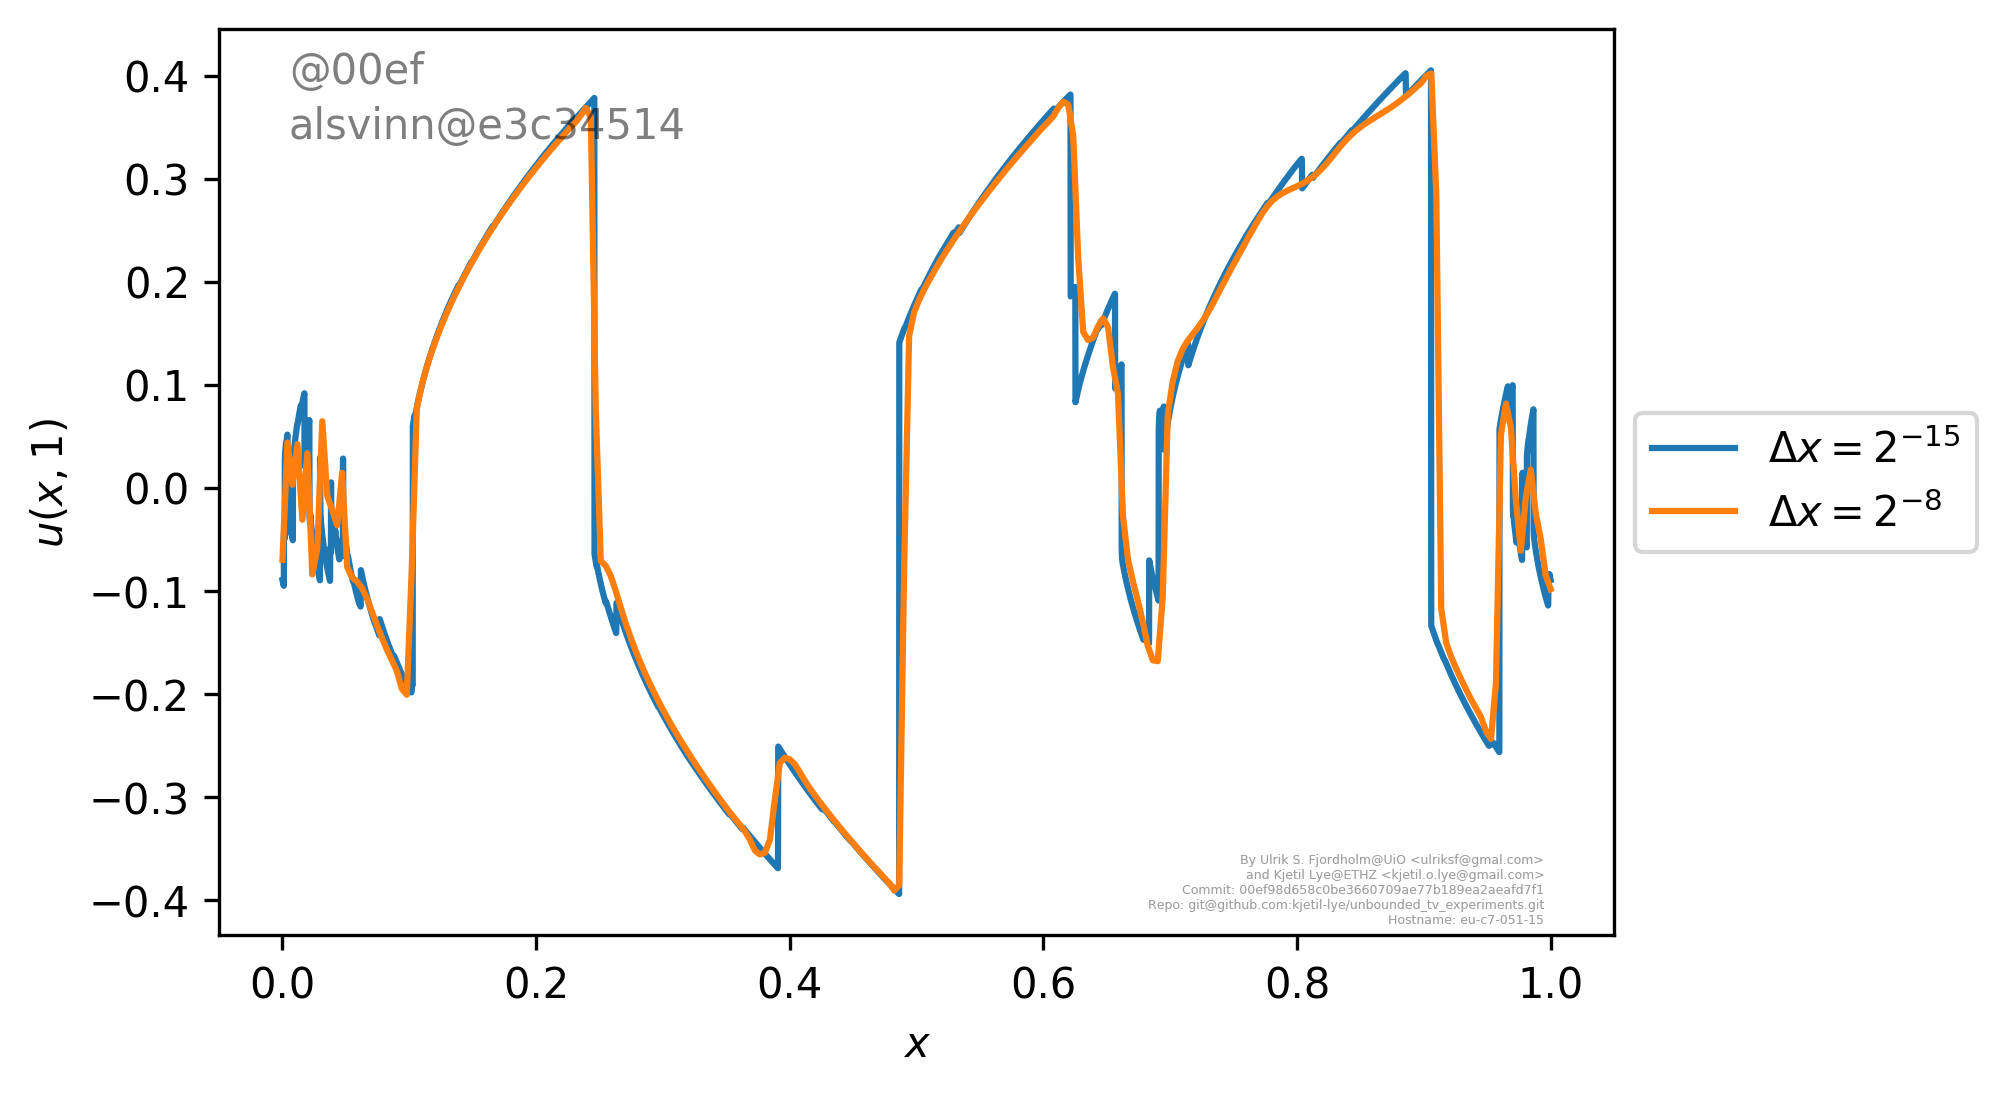 @00ef
alsvinn@e3c34514
0.4
0.3
0.2
0.1
0.0
−0.1
−0.2
−0.3
−0.4
u(x, 1)
0.0 0.2 0.4 0.6 0.8 1.0
x
Δx = 2⁻¹⁵
Δx = 2⁻⁸
By Ulrik S. Fjordholm@UiO <ulriksf@gmal.com>
and Kjetil Lye@ETHZ <kjetil.o.lye@gmail.com>
Commit: 00ef98d658c0be3660709ae77b189ea2aeafd7f1
Repo: git@github.com:kjetil-lye/unbounded_tv_experiments.git
Hostname: eu-c7-051-15